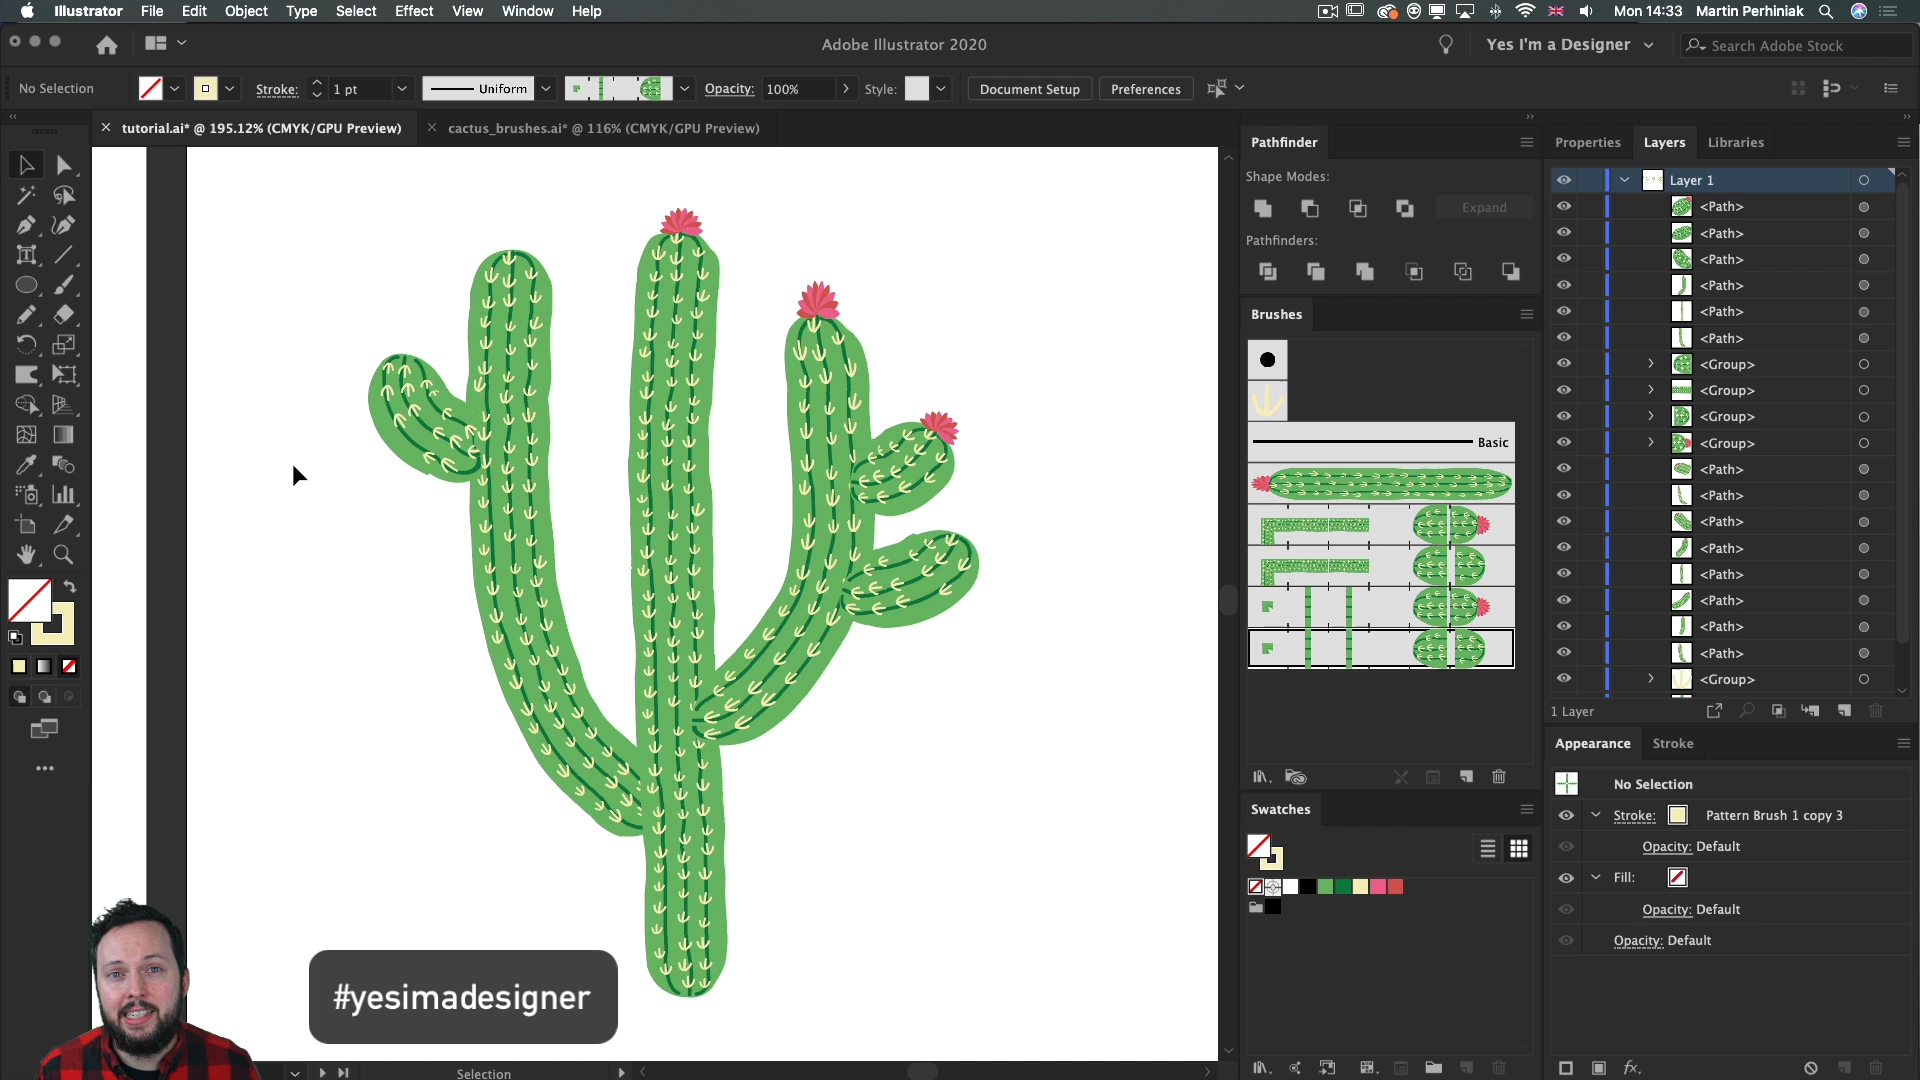 Illustrator File Edit Object Type Select Effect View Window Help Mon 14:33 Martin Perhiniak
Adobe Illustrator 2020 Yes I'm a Designer Search Adobe Stock
No Selection Stroke: 1 pt Uniform Opacity: 100% Style: Document Setup Preferences
tutorial.ai* @ 195.12% (CMYK/GPU Preview) cactus_brushes.ai* @ 116% (CMYK/GPU Preview)
Pathfinder
Shape Modes:
Expand
Pathfinders:
Brushes
Basic
Swatches
Properties Layers Libraries
Layer 1
<Path>
<Path>
<Path>
<Path>
<Path>
<Path>
<Group>
<Group>
<Group>
<Group>
<Path>
<Path>
<Path>
<Path>
<Path>
<Path>
<Path>
<Path>
<Group>
1 Layer
Appearance Stroke
No Selection
Stroke: Pattern Brush 1 copy 3
Opacity: Default
Fill:
Opacity: Default
Opacity: Default
#yesimadesigner
Selection